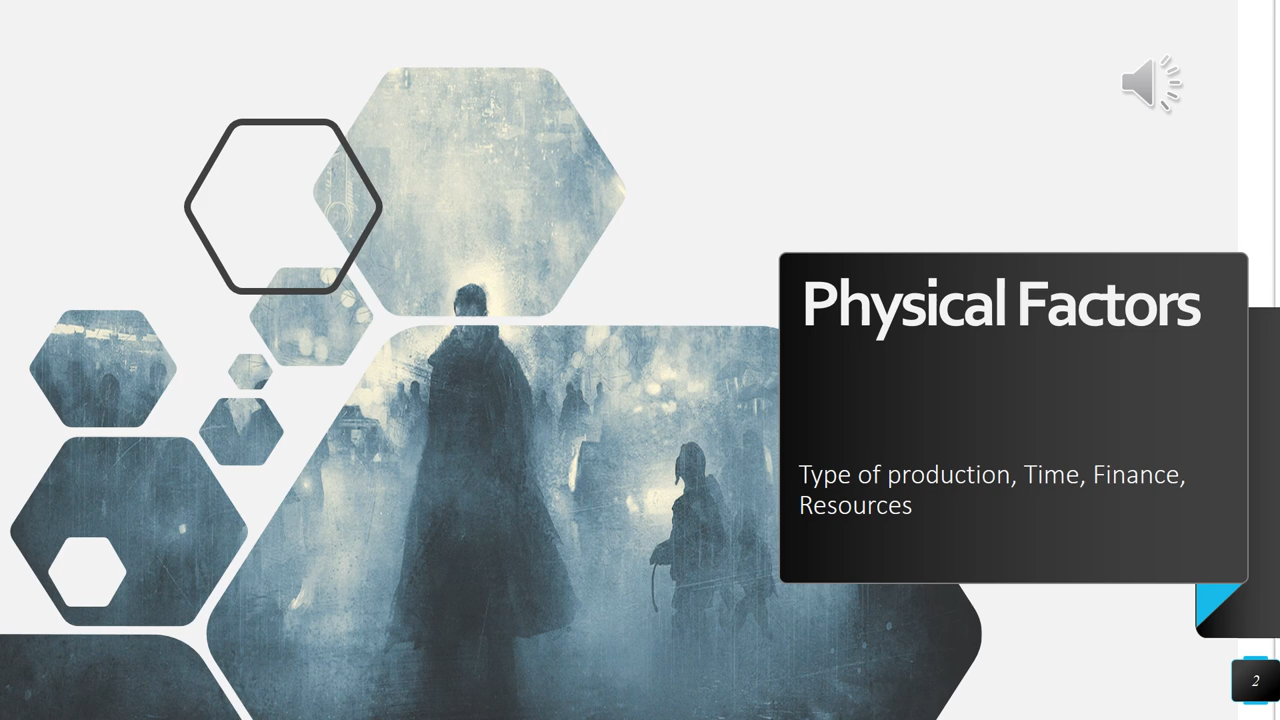 Physical Factors
Type of production, Time, Finance,
Resources
2